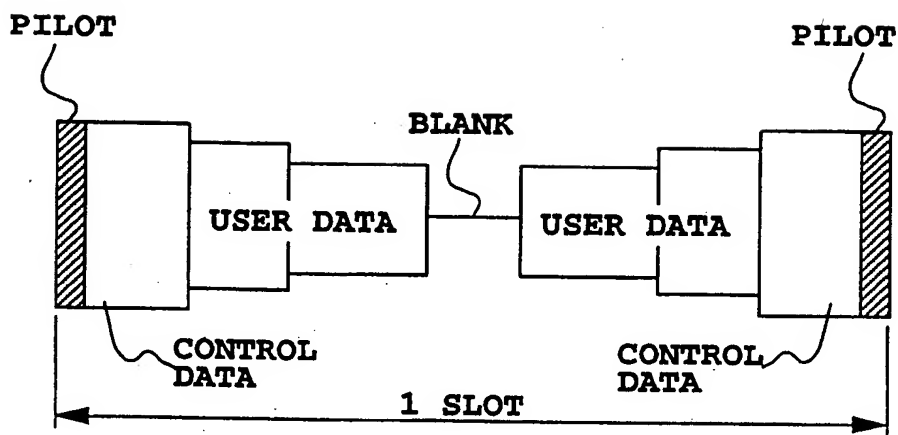 PILOT
PILOT
BLANK
USER DATA
USER DATA
CONTROL
DATA
CONTROL
DATA
1 SLOT